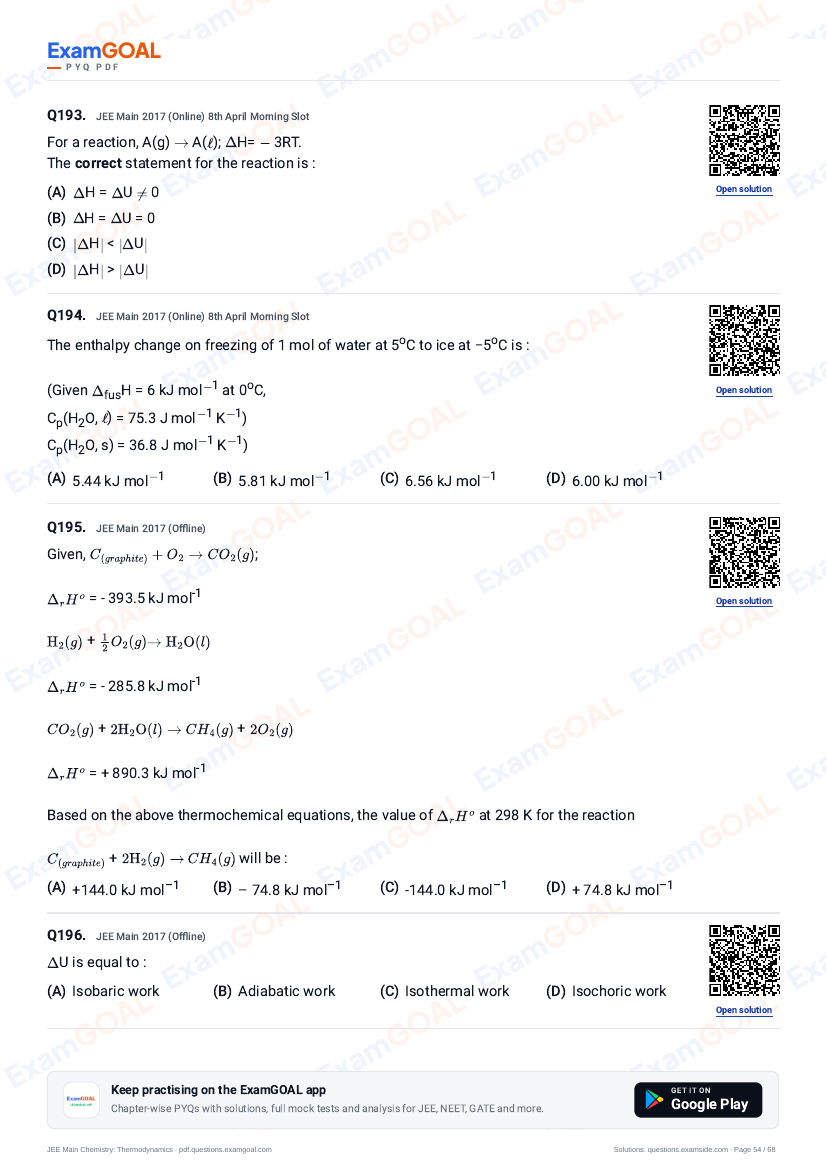 ExamGOAL
PYQ PDF
Q193. JEE Main 2017 (Online) 8th April Morning Slot
For a reaction, A(g) → A(ℓ); ΔH= − 3RT.
The correct statement for the reaction is :
(A) ΔH = ΔU ≠ 0
(B) ΔH = ΔU = 0
(C) |ΔH| < |ΔU|
(D) |ΔH| > |ΔU|
Open solution
Q194. JEE Main 2017 (Online) 8th April Morning Slot
The enthalpy change on freezing of 1 mol of water at 5°C to ice at −5°C is :
(Given Δ_fusH = 6 kJ mol⁻¹ at 0°C,
C_p(H₂O, ℓ) = 75.3 J mol⁻¹ K⁻¹)
C_p(H₂O, s) = 36.8 J mol⁻¹ K⁻¹)
(A) 5.44 kJ mol⁻¹ (B) 5.81 kJ mol⁻¹ (C) 6.56 kJ mol⁻¹ (D) 6.00 kJ mol⁻¹
Open solution
Q195. JEE Main 2017 (Offline)
Given, C₍graphite₎ + O₂ → CO₂(g);
ΔᵣH° = - 393.5 kJ mol⁻¹
H₂(g) + ½O₂(g)→ H₂O(l)
ΔᵣH° = - 285.8 kJ mol⁻¹
CO₂(g) + 2H₂O(l) → CH₄(g) + 2O₂(g)
ΔᵣH° = + 890.3 kJ mol⁻¹
Based on the above thermochemical equations, the value of ΔᵣH° at 298 K for the reaction
C₍graphite₎ + 2H₂(g) → CH₄(g) will be :
(A) +144.0 kJ mol⁻¹ (B) − 74.8 kJ mol⁻¹ (C) -144.0 kJ mol⁻¹ (D) + 74.8 kJ mol⁻¹
Open solution
Q196. JEE Main 2017 (Offline)
ΔU is equal to :
(A) Isobaric work (B) Adiabatic work (C) Isothermal work (D) Isochoric work
Open solution
Keep practising on the ExamGOAL app
Chapter-wise PYQs with solutions, full mock tests and analysis for JEE, NEET, GATE and more.
ExamGOAL
GET IT ON
Google Play
JEE Main Chemistry: Thermodynamics · pdf.questions.examgoal.com
Solutions: questions.examside.com · Page 54 / 68